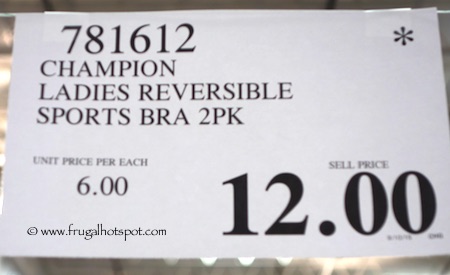 781612 *
CHAMPION
LADIES REVERSIBLE
SPORTS BRA 2PK
UNIT PRICE PER EACH
6.00
SELL PRICE
12.00
© www.frugalhotspot.com